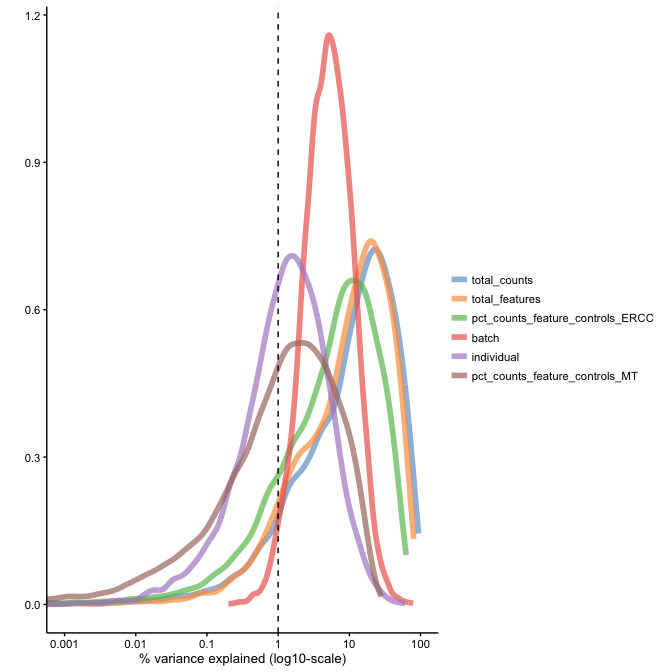 1.2
0.9
0.6
0.3
0.0
0.001 0.01 0.1 1 10 100
% variance explained (log10-scale)
total_counts
total_features
pct_counts_feature_controls_ERCC
batch
individual
pct_counts_feature_controls_MT